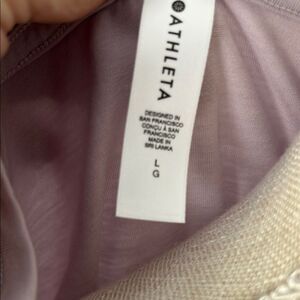 ATHLETA
DESIGNED IN
SAN FRANCISCO
CONÇU À SAN
FRANCISCO
MADE IN
SRI LANKA
L
G